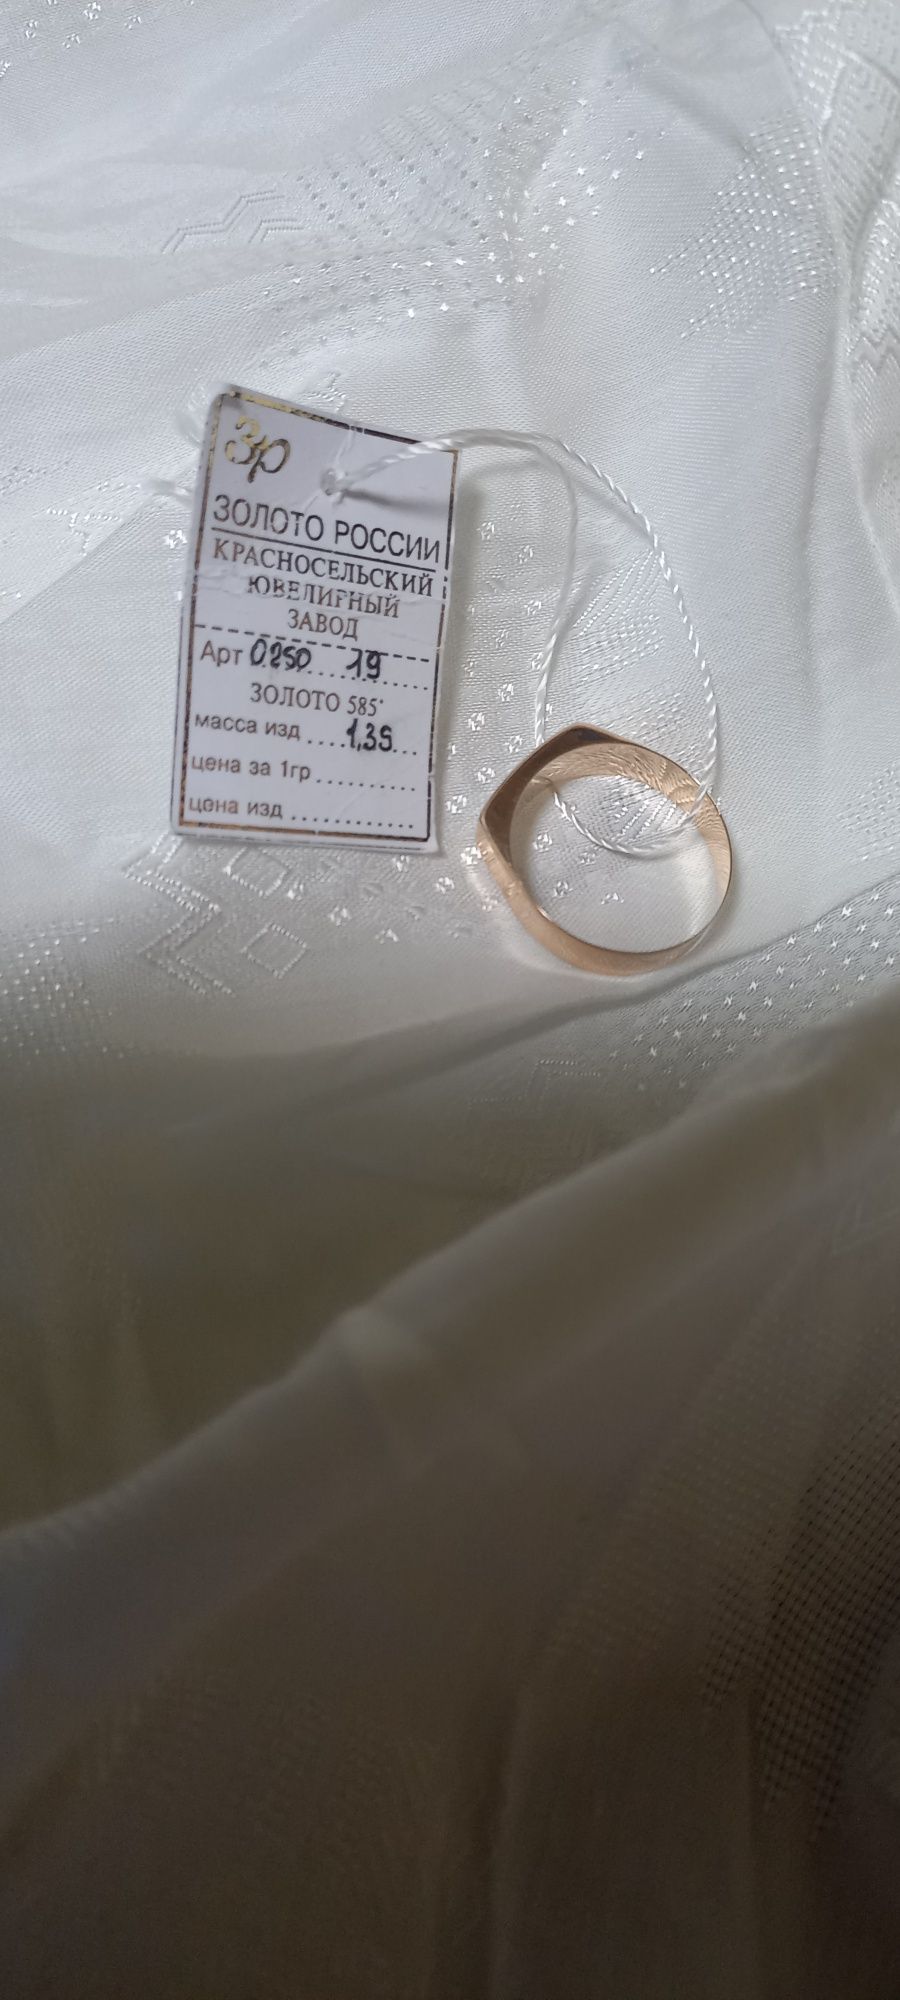 Зр
ЗОЛОТО РОССИИ
КРАСНОСЕЛЬСКИЙ
ЮВЕЛИРНЫЙ
ЗАВОД
Арт 0250 19
ЗОЛОТО 585°
масса изд ....1,39...
цена за 1гр ..........
цена изд .............